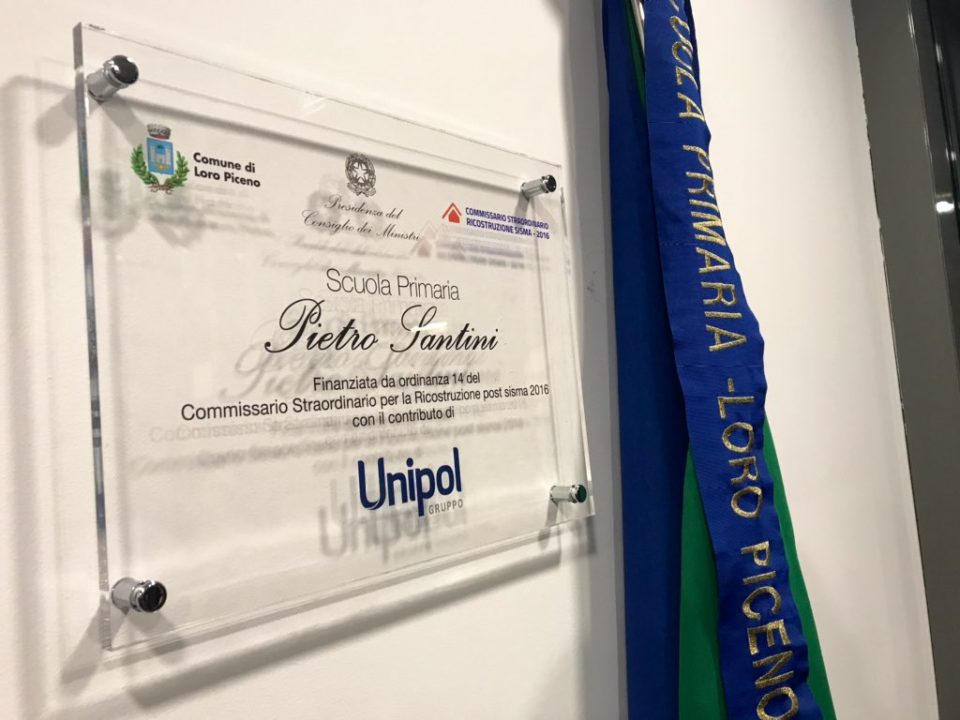 Comune di
Loro Piceno
Presidenza del
Consiglio dei Ministri
COMMISSARIO STRAORDINARIO
RICOSTRUZIONE SISMA - 2016
Scuola Primaria
Pietro Santini
Finanziata da ordinanza 14 del
Commissario Straordinario per la Ricostruzione post sisma 2016
con il contributo di
Unipol
GRUPPO
PRIMARIA - LORO PICENO